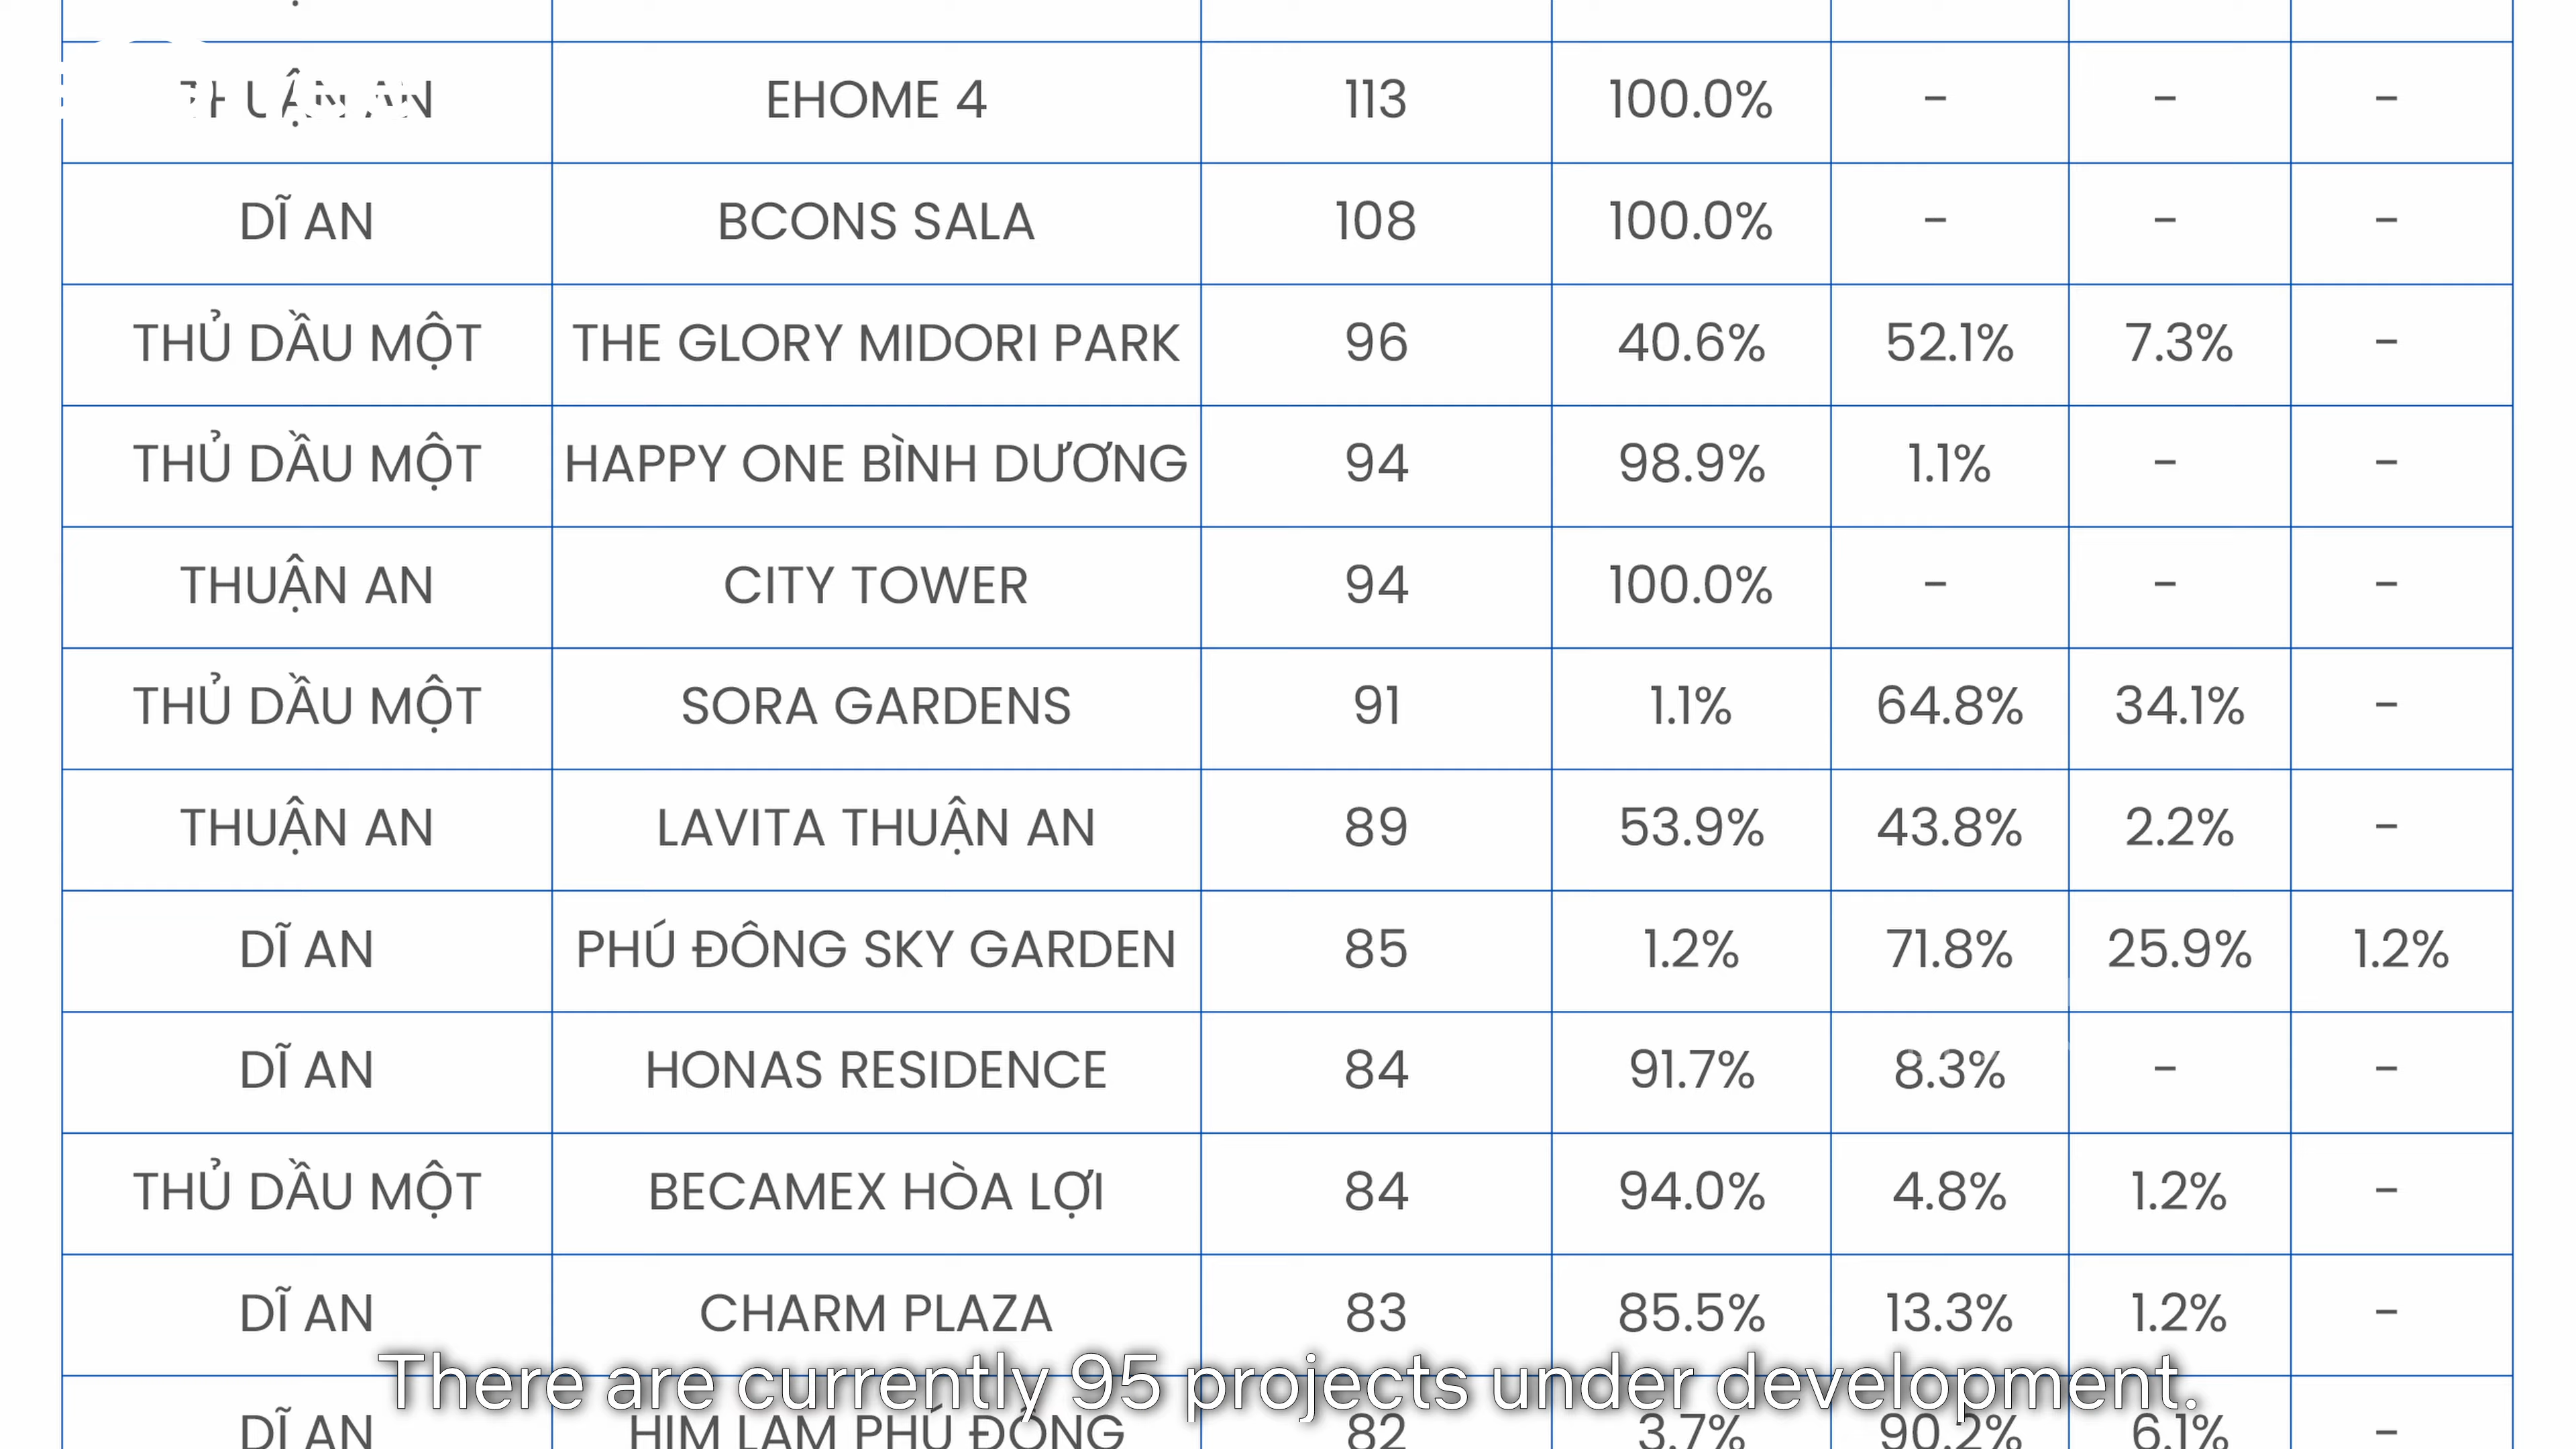 THUẬN AN EHOME 4 113 100.0% - - -
DĨ AN BCONS SALA 108 100.0% - - -
THỦ DẦU MỘT THE GLORY MIDORI PARK 96 40.6% 52.1% 7.3% -
THỦ DẦU MỘT HAPPY ONE BÌNH DƯƠNG 94 98.9% 1.1% - -
THUẬN AN CITY TOWER 94 100.0% - - -
THỦ DẦU MỘT SORA GARDENS 91 1.1% 64.8% 34.1% -
THUẬN AN LAVITA THUẬN AN 89 53.9% 43.8% 2.2% -
DĨ AN PHÚ ĐÔNG SKY GARDEN 85 1.2% 71.8% 25.9% 1.2%
DĨ AN HONAS RESIDENCE 84 91.7% 8.3% - -
THỦ DẦU MỘT BECAMEX HÒA LỢI 84 94.0% 4.8% 1.2% -
DĨ AN CHARM PLAZA 83 85.5% 13.3% 1.2% -
There are currently 95 projects under development.
DĨ AN HIM LAM PHÚ ĐÔNG 82 3.7% 90.2% 6.1% -